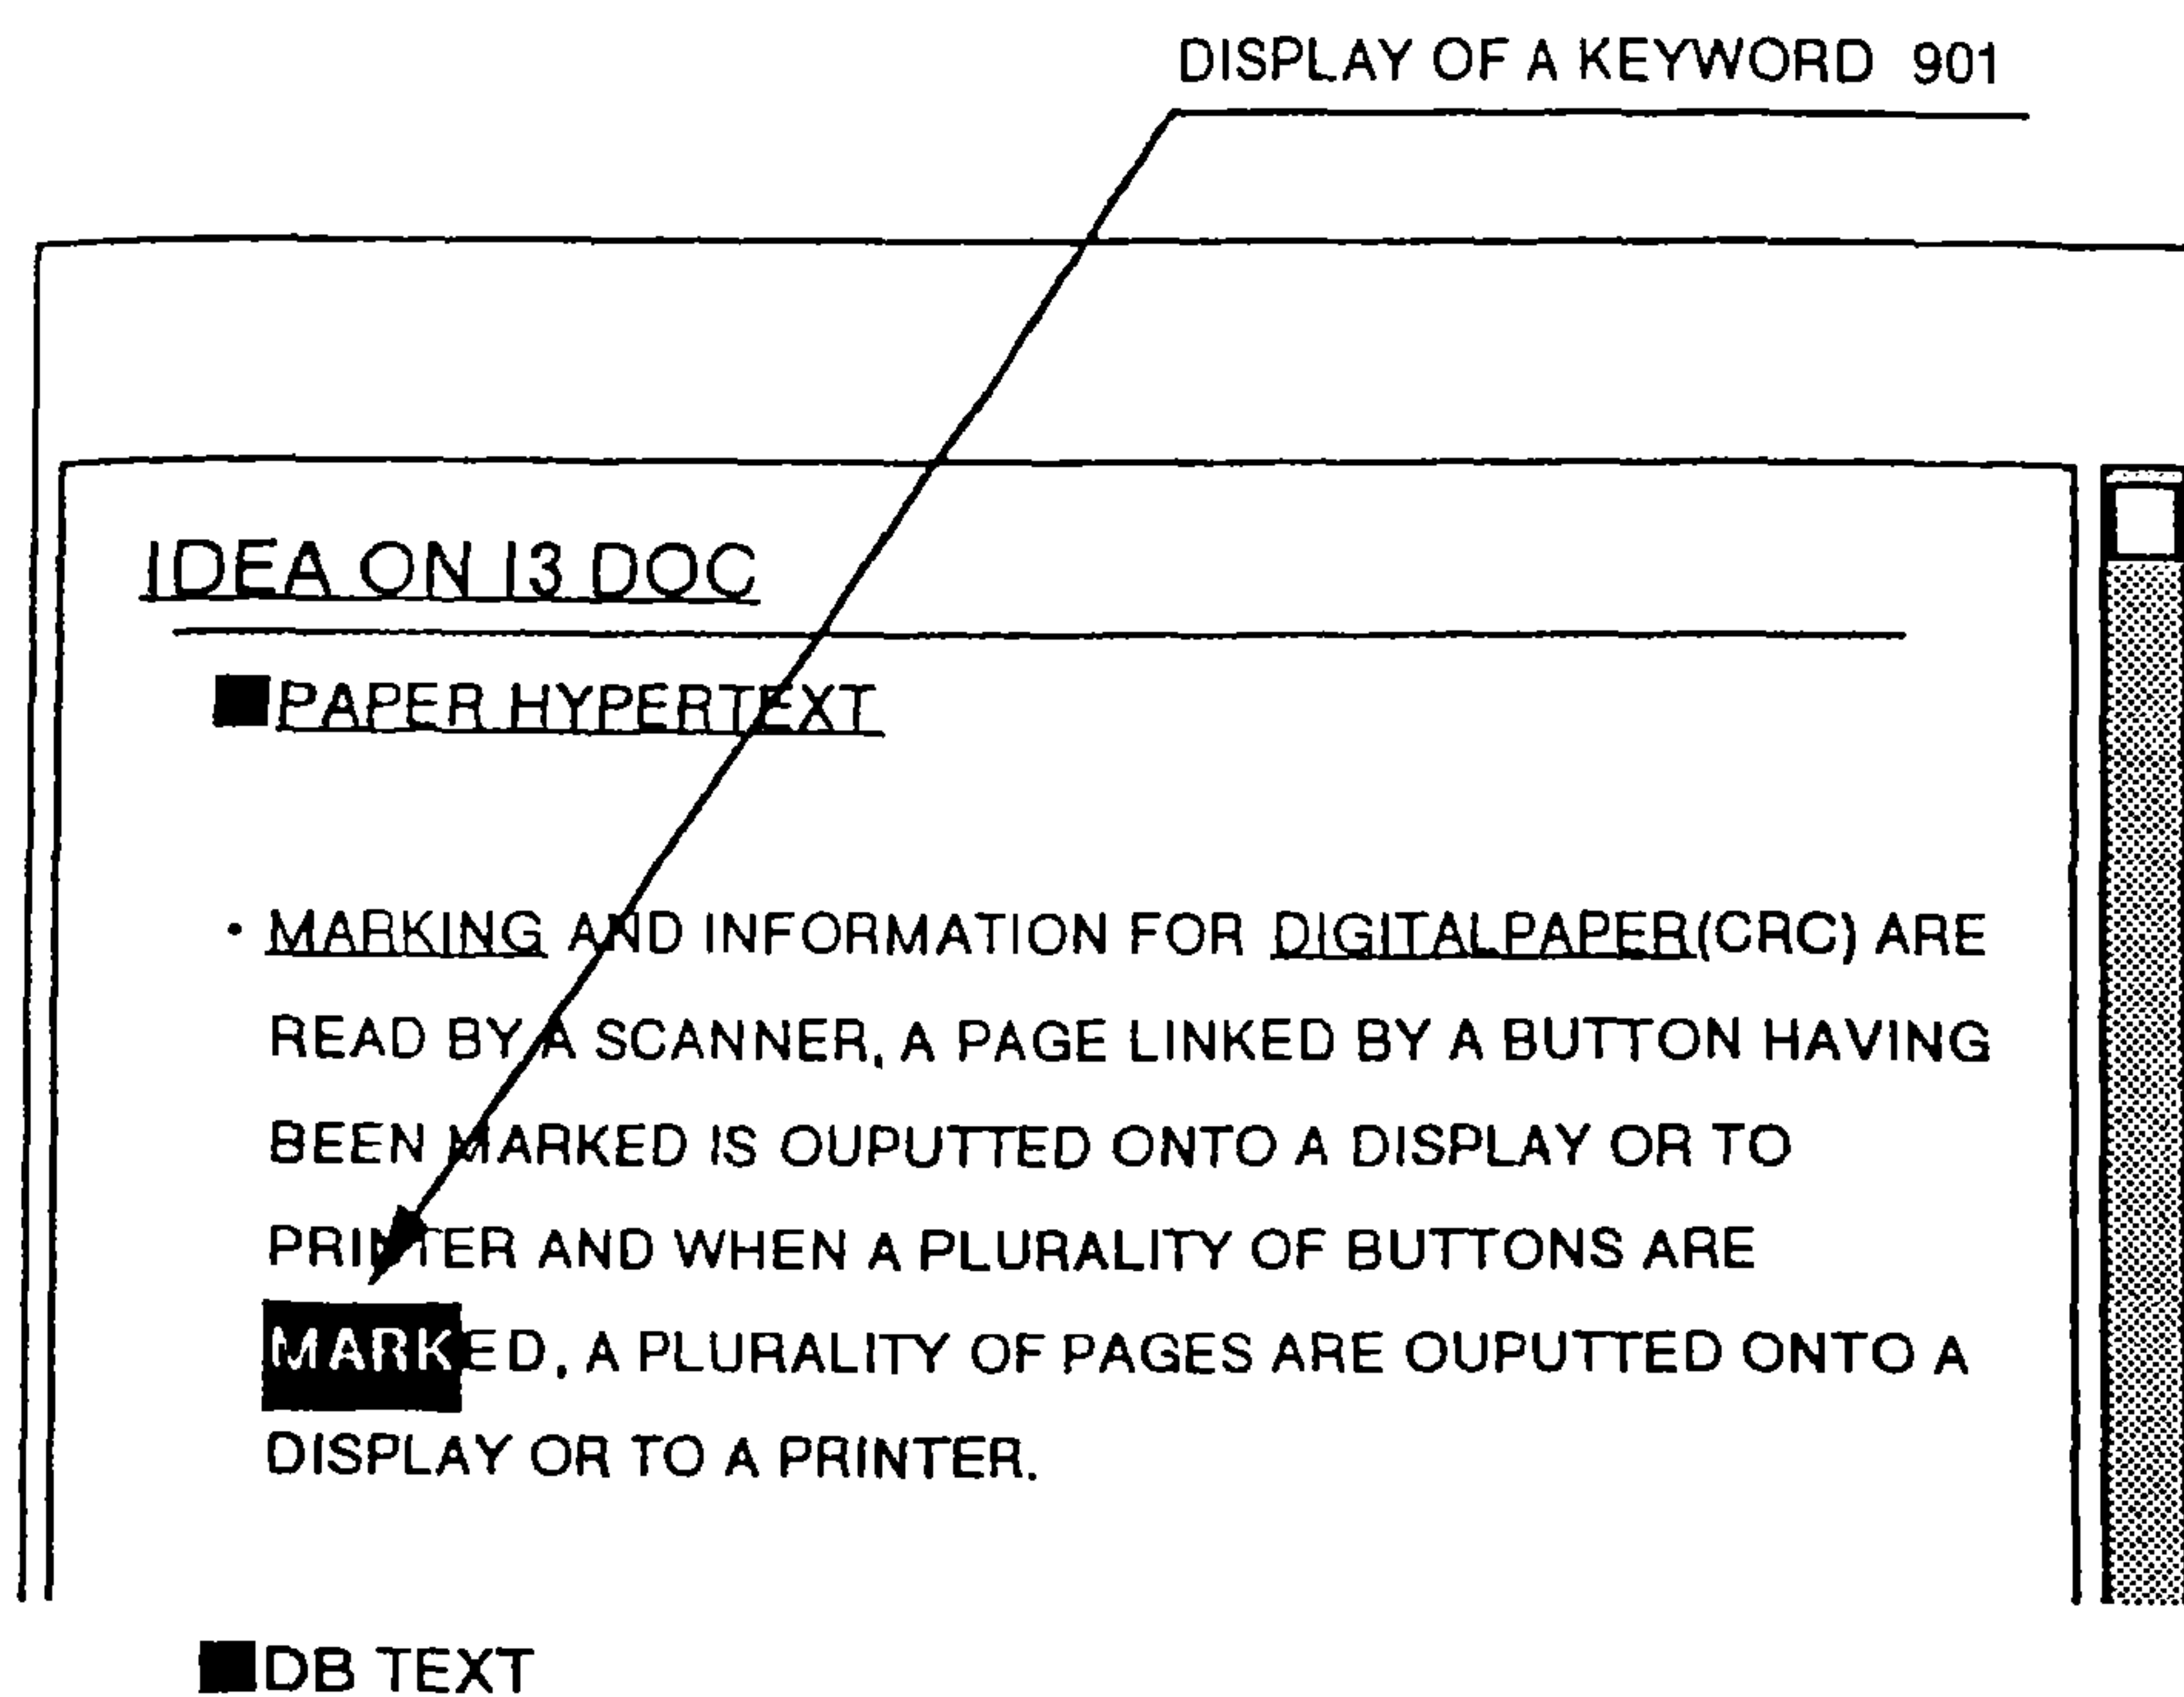 DISPLAY OF A KEYWORD 901
IDEA ON I3 DOC
■PAPER HYPERTEXT
• MARKING AND INFORMATION FOR DIGITALPAPER(CRC) ARE
READ BY A SCANNER, A PAGE LINKED BY A BUTTON HAVING
BEEN MARKED IS OUPUTTED ONTO A DISPLAY OR TO
PRINTER AND WHEN A PLURALITY OF BUTTONS ARE
MARKED, A PLURALITY OF PAGES ARE OUPUTTED ONTO A
DISPLAY OR TO A PRINTER.
■DB TEXT